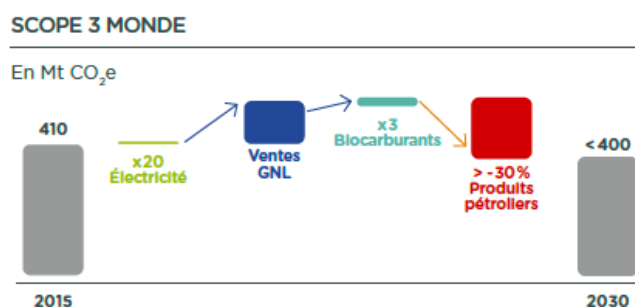 SCOPE 3 MONDE
En Mt CO₂e
410
x20
Électricité
Ventes
GNL
x3
Biocarburants
> -30%
Produits
pétroliers
<400
2015
2030